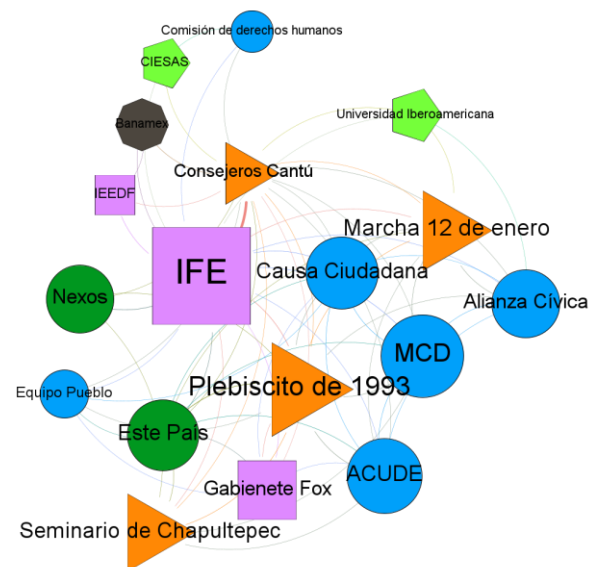 Comisión de derechos humanos
CIESAS
Universidad Iberoamericana
Banamex
Consejeros Cantú
IEEDF
Marcha 12 de enero
IFE
Causa Ciudadana
Nexos
Alianza Cívica
MCD
Plebiscito de 1993
Equipo Pueblo
Este País
ACUDE
Gabienete Fox
Seminario de Chapultepec